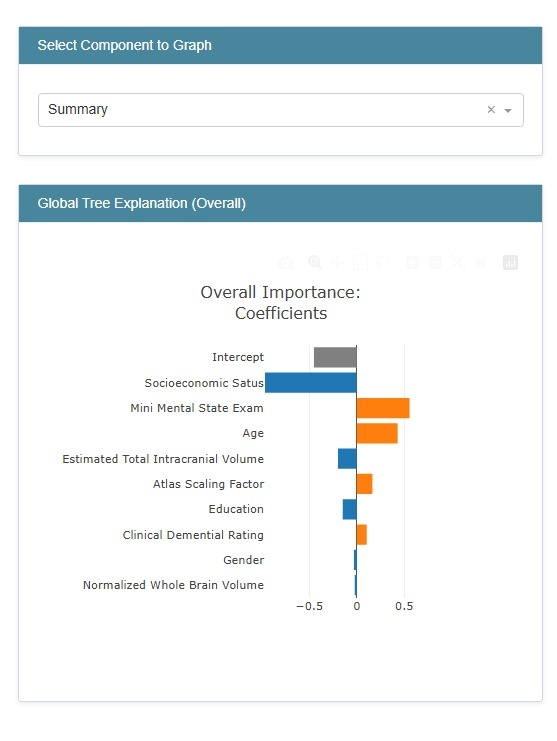 Select Component to Graph
Summary
Global Tree Explanation (Overall)
Overall Importance:
Coefficients
Intercept
Socioeconomic Satus
Mini Mental State Exam
Age
Estimated Total Intracranial Volume
Atlas Scaling Factor
Education
Clinical Demential Rating
Gender
Normalized Whole Brain Volume
−0.5 0 0.5